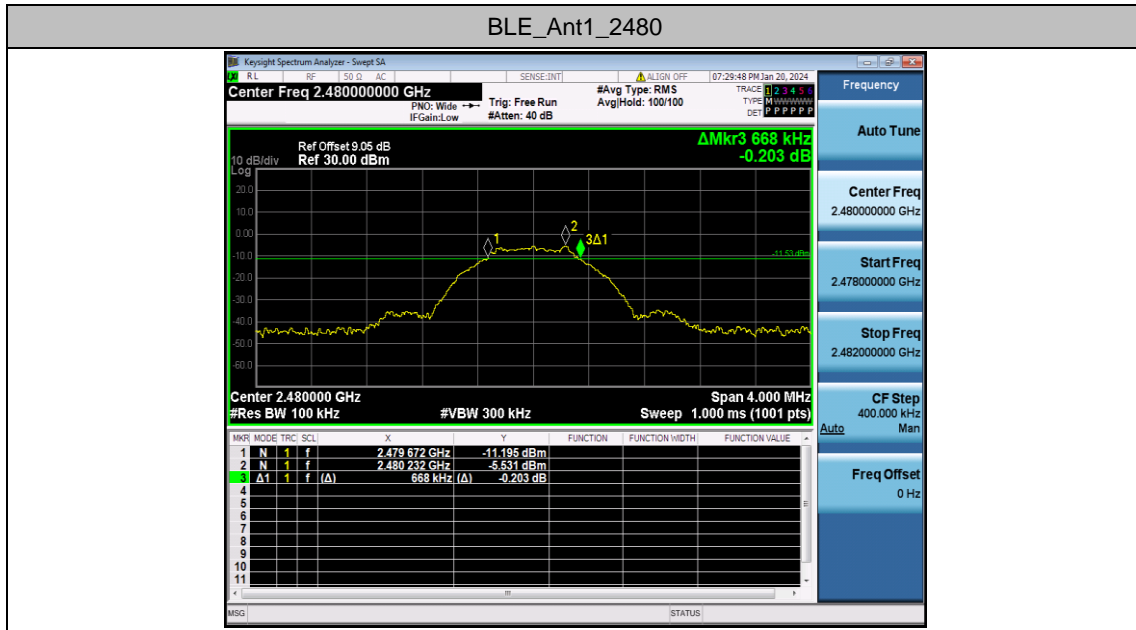 BLE_Ant1_2480
Keysight Spectrum Analyzer - Swept SA
RL RF 50 Ω AC SENSE:INT ALIGN OFF 07:29:48 PM Jan 20, 2024
Center Freq 2.480000000 GHz
PNO: Wide
IFGain:Low
Trig: Free Run
#Atten: 40 dB
#Avg Type: RMS
Avg|Hold: 100/100
TRACE 1 2 3 4 5 6
TYPE M WWWWW
DET P P P P P P
ΔMkr3 668 kHz
-0.203 dB
Ref Offset 9.05 dB
10 dB/div Ref 30.00 dBm
Log
20.0
10.0
0.00
-10.0
-20.0
-30.0
-40.0
-50.0
-60.0
1
2
3Δ1
-11.53 dBm
Center 2.480000 GHz Span 4.000 MHz
#Res BW 100 kHz #VBW 300 kHz Sweep 1.000 ms (1001 pts)
MKR MODE TRC SCL X Y FUNCTION FUNCTION WIDTH FUNCTION VALUE
1 N 1 f 2.479 672 GHz -11.195 dBm
2 N 1 f 2.480 232 GHz -5.531 dBm
3 Δ1 1 f (Δ) 668 kHz (Δ) -0.203 dB
4
5
6
7
8
9
10
11
MSG STATUS
Frequency
Auto Tune
Center Freq
2.480000000 GHz
Start Freq
2.478000000 GHz
Stop Freq
2.482000000 GHz
CF Step
400.000 kHz
Auto Man
Freq Offset
0 Hz